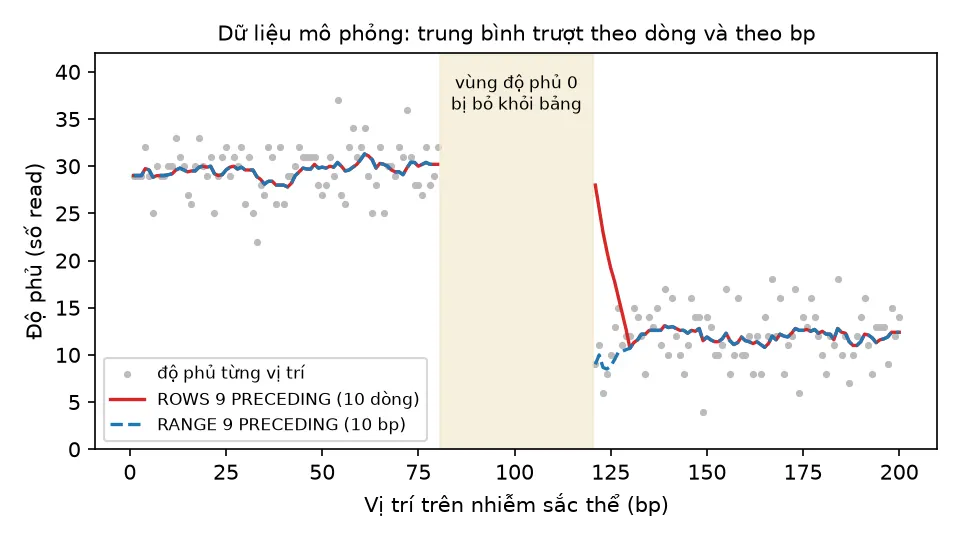 Dữ liệu mô phỏng: trung bình trượt theo dòng và theo bp
vùng độ phủ 0
bị bỏ khỏi bảng
Độ phủ (số read)
40
35
30
25
20
15
10
5
0
độ phủ từng vị trí
ROWS 9 PRECEDING (10 dòng)
RANGE 9 PRECEDING (10 bp)
0 25 50 75 100 125 150 175 200
Vị trí trên nhiễm sắc thể (bp)